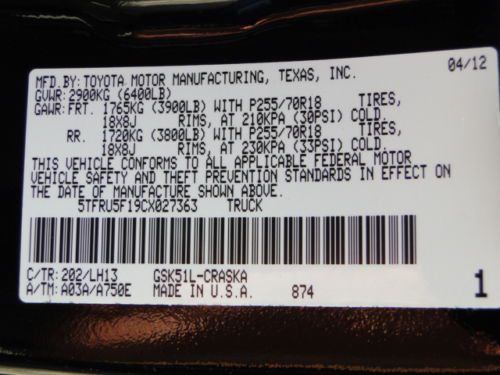 04/12
MFD.BY: TOYOTA MOTOR MANUFACTURING, TEXAS, INC.
GVWR: 2900KG (6400LB)
GAWR: FRT. 1765KG (3900LB) WITH P255/70R18 TIRES,
18X8J RIMS, AT 210KPA (30PSI) COLD.
RR. 1720KG (3800LB) WITH P255/70R18 TIRES,
18X8J RIMS, AT 230KPA (33PSI) COLD.
THIS VEHICLE CONFORMS TO ALL APPLICABLE FEDERAL MOTOR
VEHICLE SAFETY AND THEFT PREVENTION STANDARDS IN EFFECT ON
THE DATE OF MANUFACTURE SHOWN ABOVE.
5TFRU5F19CX027363 TRUCK
C/TR: 202/LH13 GSK51L-CRASKA
A/TM: A03A/A750E MADE IN U.S.A. 874 1